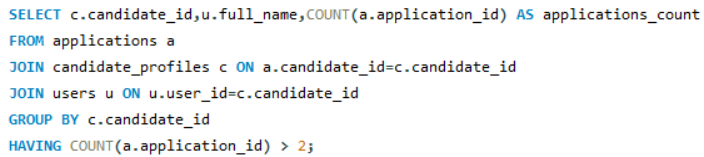 SELECT c.candidate_id,u.full_name,COUNT(a.application_id) AS applications_count
FROM applications a
JOIN candidate_profiles c ON a.candidate_id=c.candidate_id
JOIN users u ON u.user_id=c.candidate_id
GROUP BY c.candidate_id
HAVING COUNT(a.application_id) > 2;